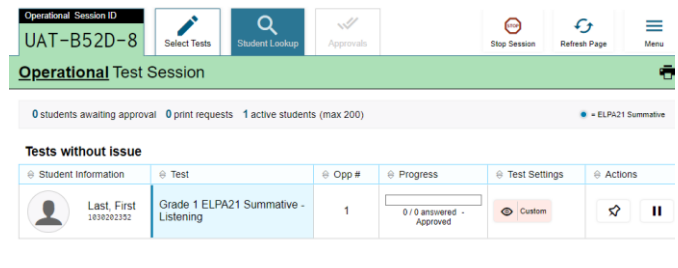 Operational Session ID
UAT-B52D-8
Select Tests
Student Lookup
Approvals
STOP
Stop Session
Refresh Page
Menu
Operational Test Session
0 students awaiting approval 0 print requests 1 active students (max 200)
= ELPA21 Summative
Tests without issue
Student Information Test Opp # Progress Test Settings Actions
Last, First
1030202352
Grade 1 ELPA21 Summative -
Listening
1
0 / 0 answered -
Approved
Custom